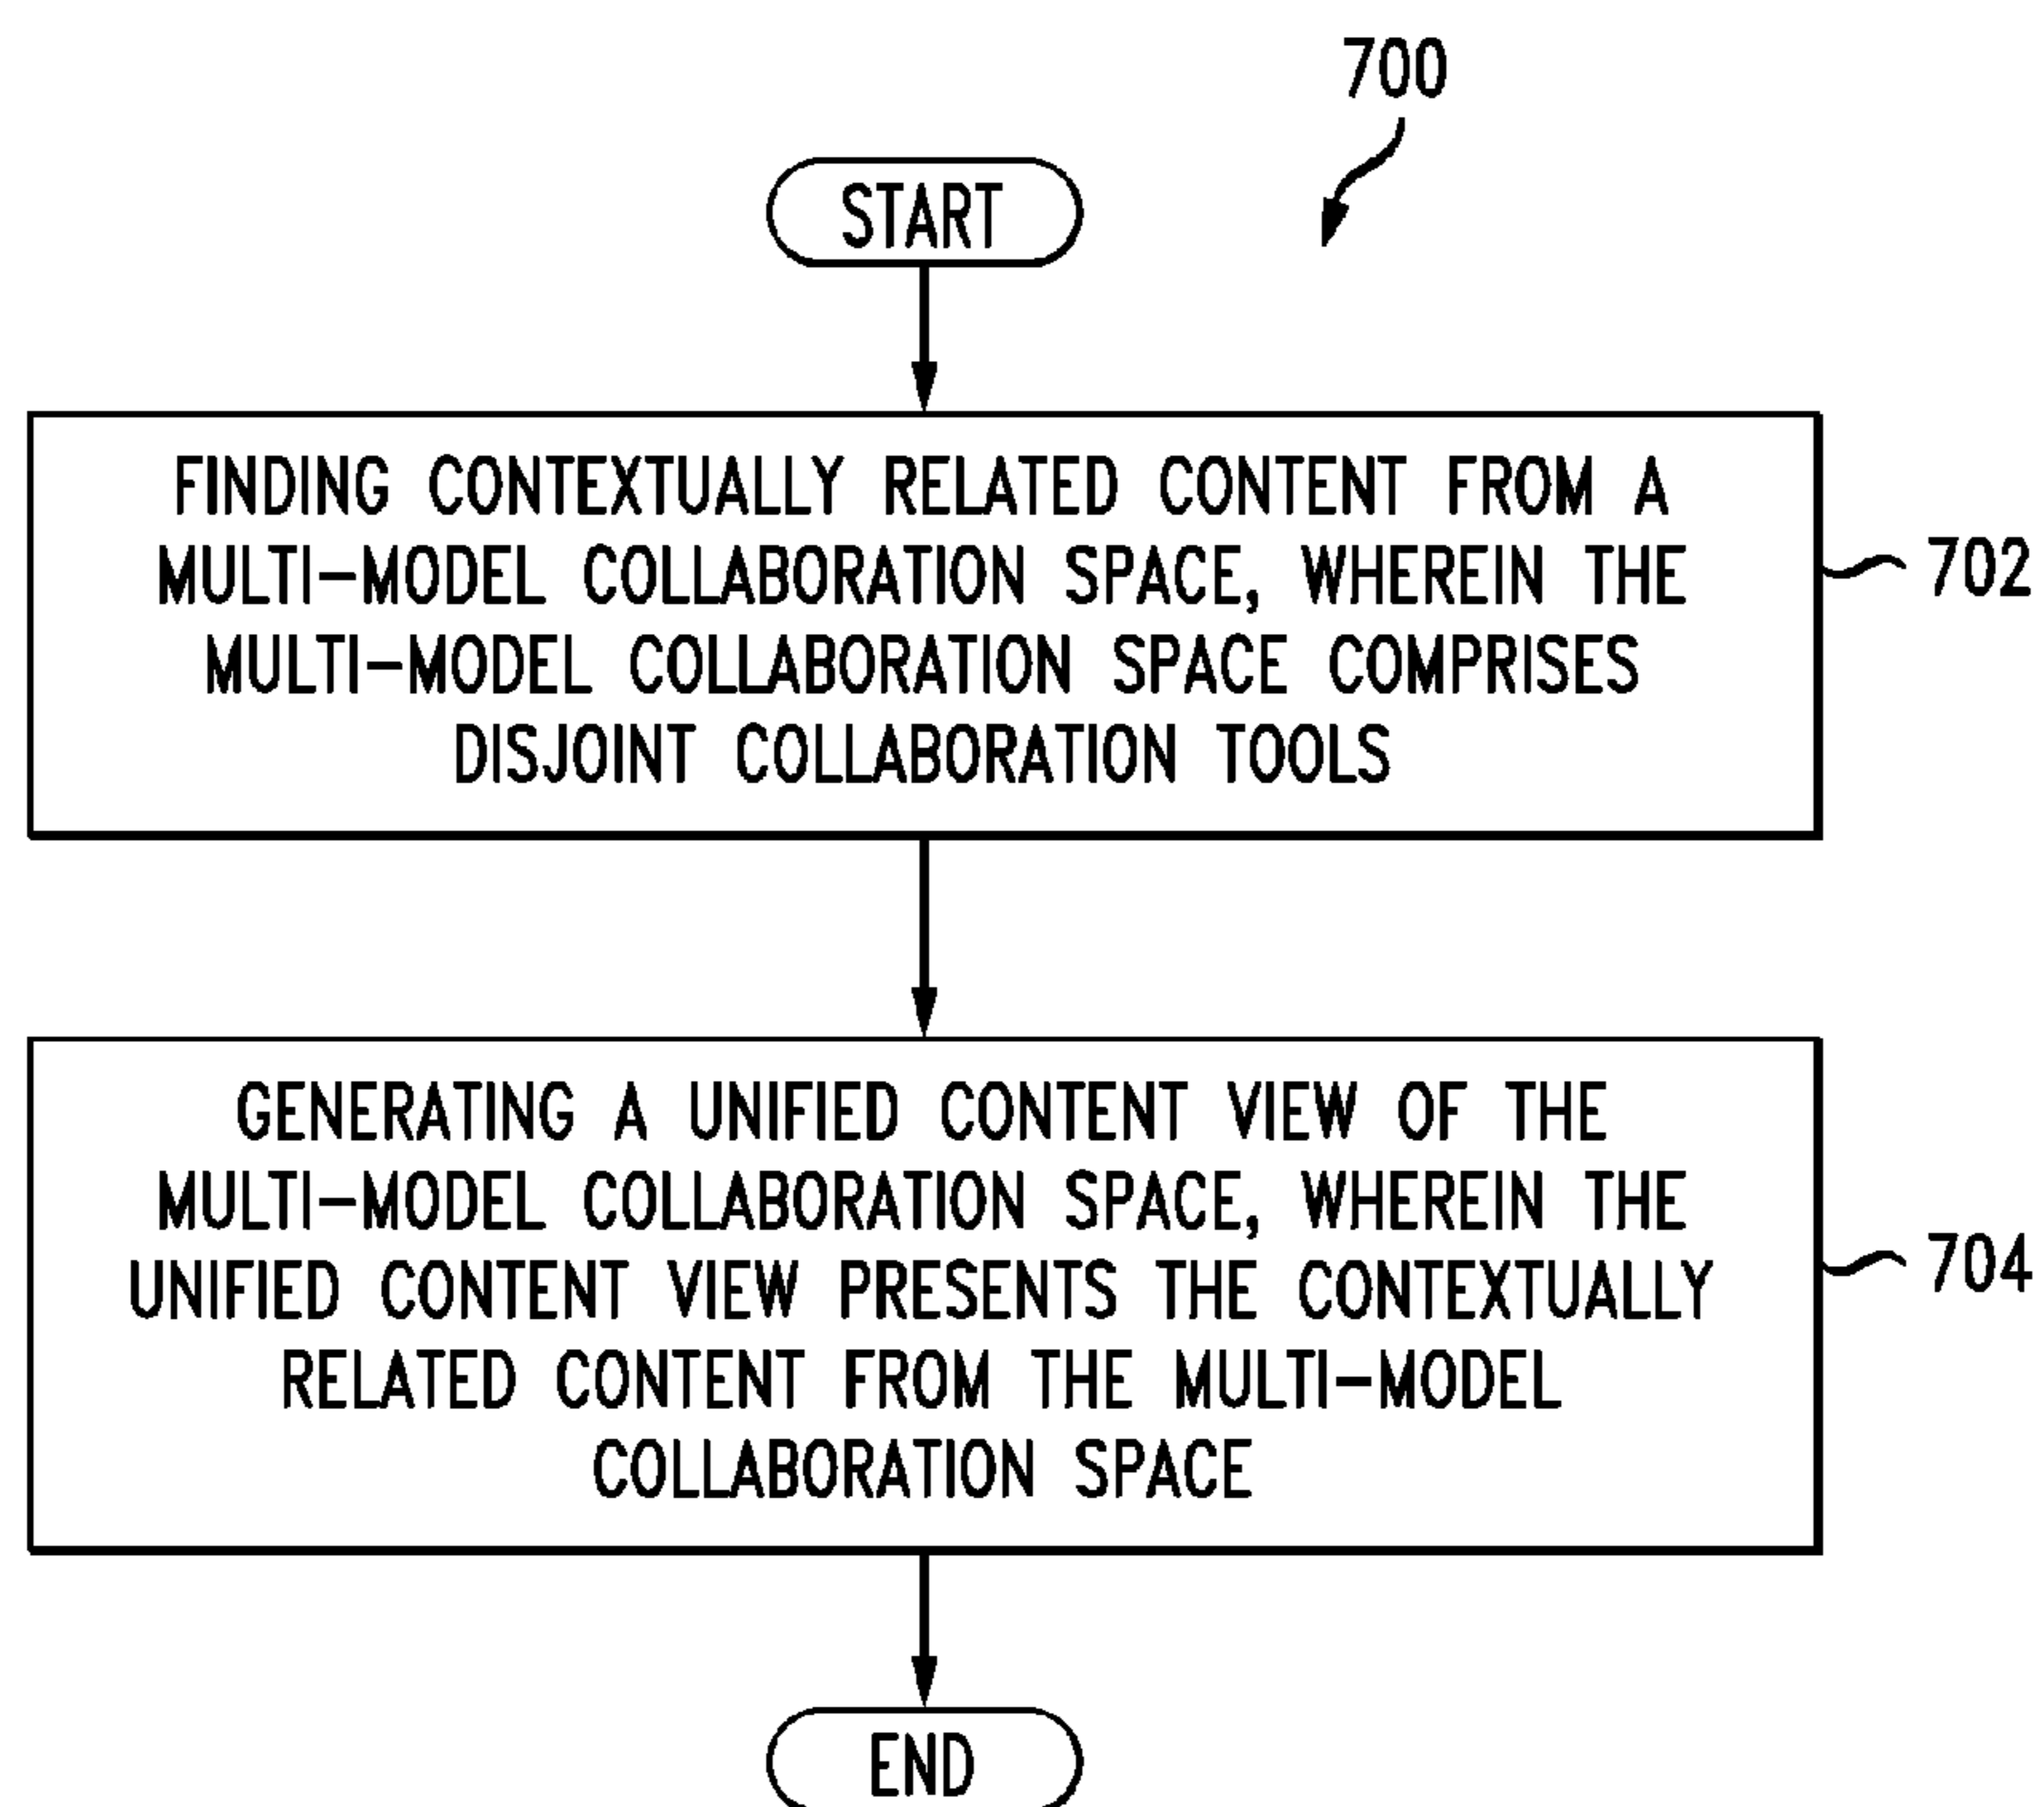 700
START
FINDING CONTEXTUALLY RELATED CONTENT FROM A
MULTI-MODEL COLLABORATION SPACE, WHEREIN THE
MULTI-MODEL COLLABORATION SPACE COMPRISES
DISJOINT COLLABORATION TOOLS
702
GENERATING A UNIFIED CONTENT VIEW OF THE
MULTI-MODEL COLLABORATION SPACE, WHEREIN THE
UNIFIED CONTENT VIEW PRESENTS THE CONTEXTUALLY
RELATED CONTENT FROM THE MULTI-MODEL
COLLABORATION SPACE
704
END